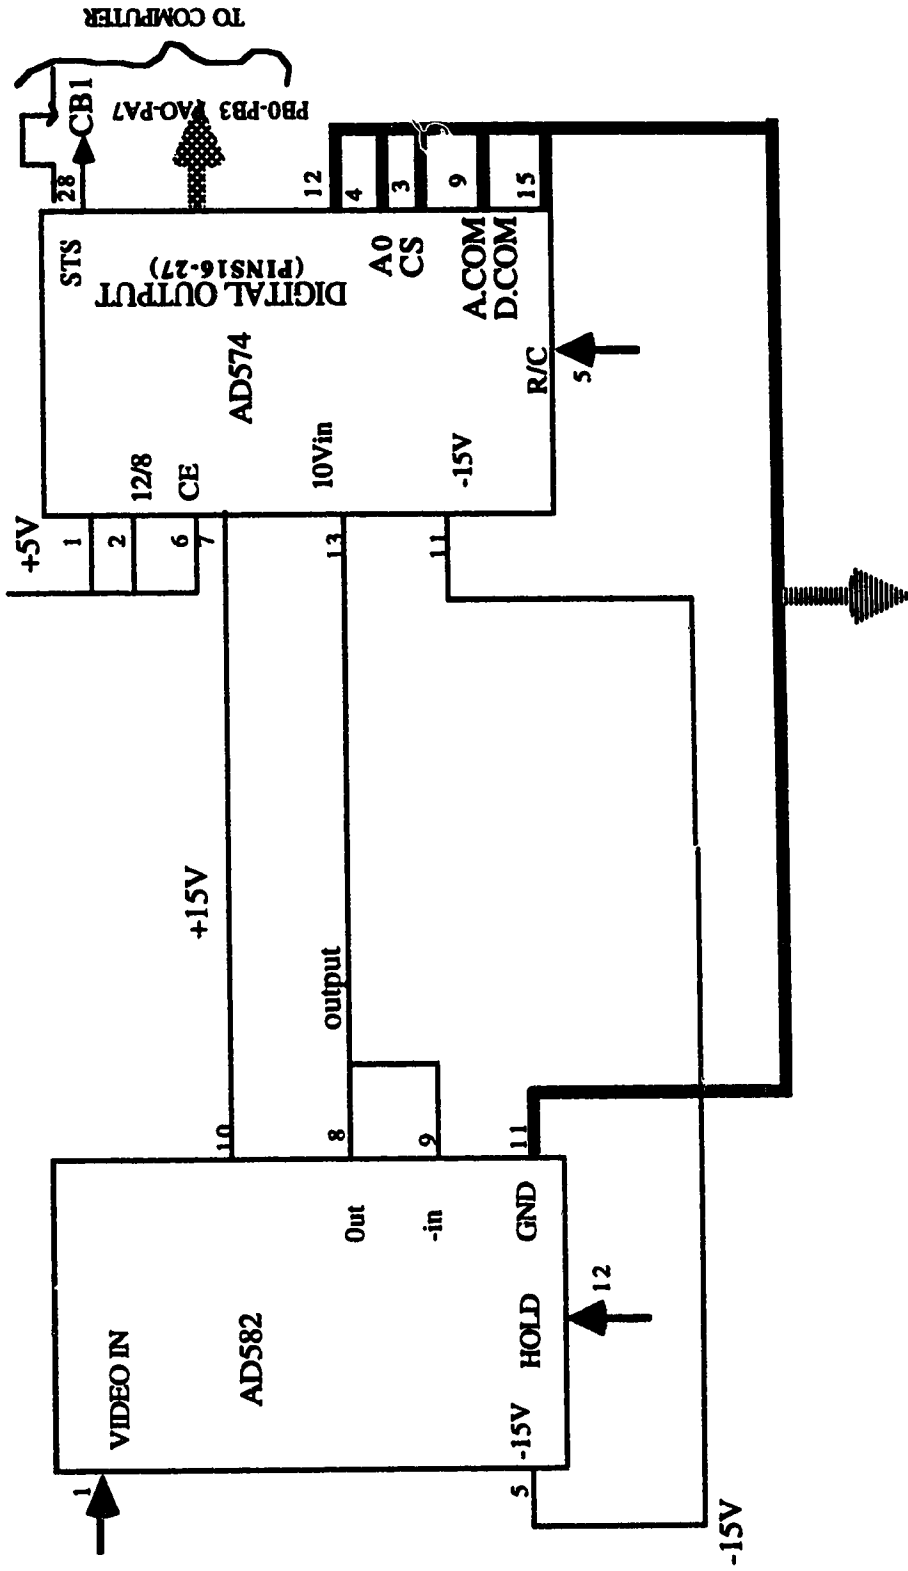 TO COMPUTER
CB1
PB0-PB3 PAO-PA7
28
12
4
3
9
15
STS
DIGITAL OUTPUT
(PINS16-27)
A0
CS
A.COM
D.COM
AD574
R/C
5
12/8
CE
10Vin
-15V
+5V
1
2
6
7
13
11
+15V
output
10
8
9
11
0ut
-in
GND
VIDEO IN
AD582
HOLD
12
-15V
1
5
-15V